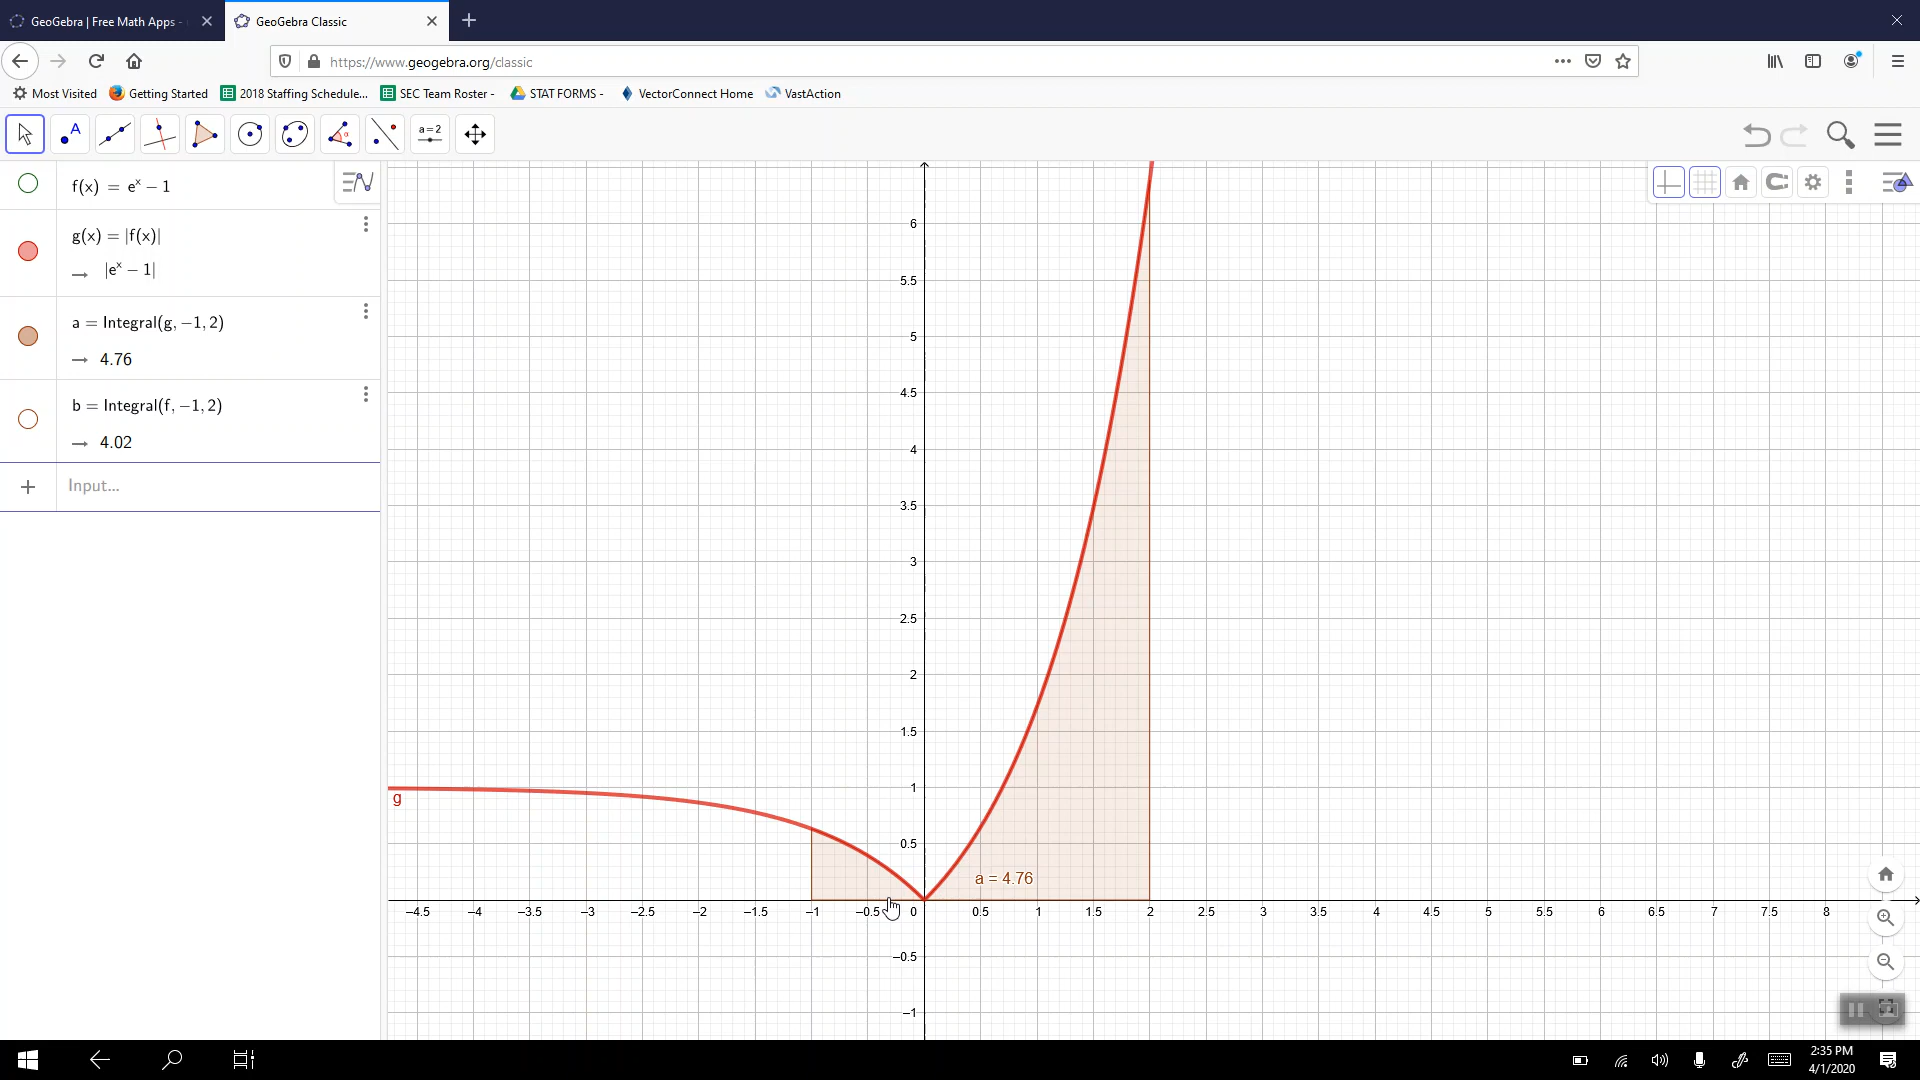 GeoGebra | Free Math Apps -
GeoGebra Classic
https://www.geogebra.org/classic
Most Visited
Getting Started
2018 Staffing Schedule...
SEC Team Roster -
STAT FORMS -
VectorConnect Home
VastAction
A
α
a=2
f(x) = eˣ − 1
g(x) = |f(x)|
→ |eˣ − 1|
a = Integral(g, −1, 2)
→ 4.76
b = Integral(f, −1, 2)
→ 4.02
Input...
6
5.5
5
4.5
4
3.5
3
2.5
2
1.5
1
0.5
−0.5
−1
g
a = 4.76
−4.5 −4 −3.5 −3 −2.5 −2 −1.5 −1 −0.5 0 0.5 1 1.5 2 2.5 3 3.5 4 4.5 5 5.5 6 6.5 7 7.5 8
2:35 PM
4/1/2020